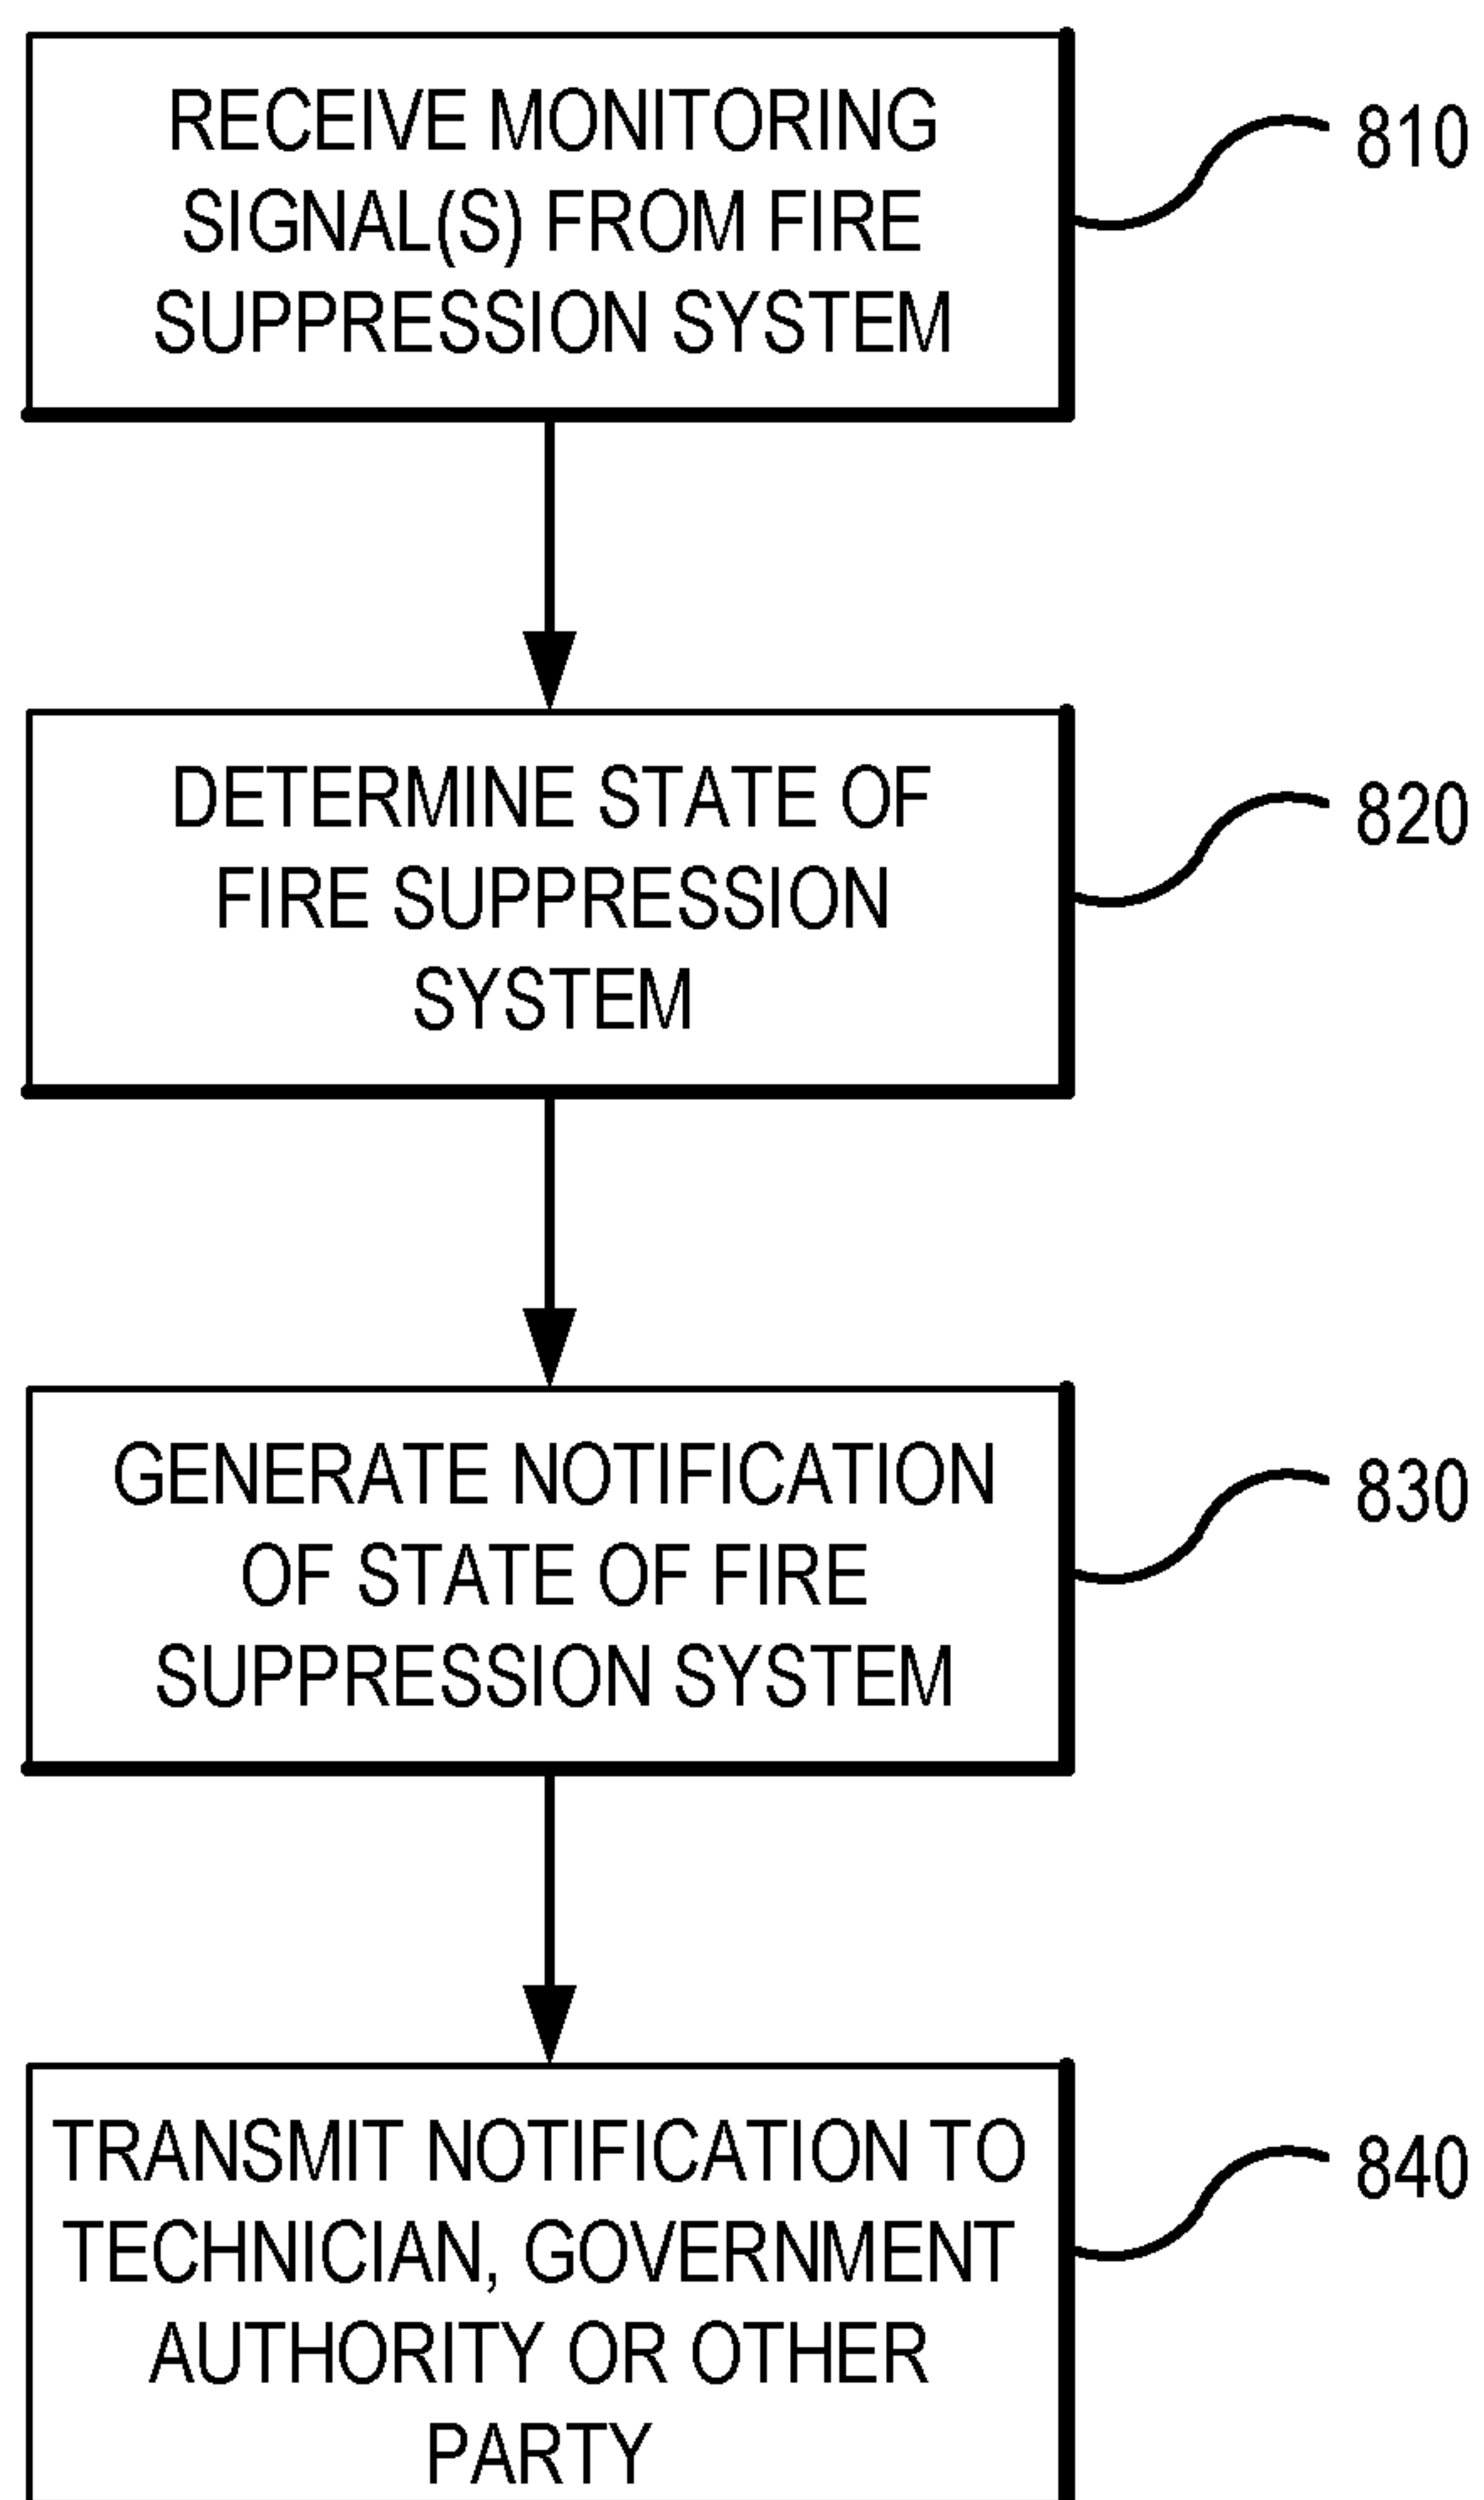 RECEIVE MONITORING
SIGNAL(S) FROM FIRE
SUPPRESSION SYSTEM
810
DETERMINE STATE OF
FIRE SUPPRESSION
SYSTEM
820
GENERATE NOTIFICATION
OF STATE OF FIRE
SUPPRESSION SYSTEM
830
TRANSMIT NOTIFICATION TO
TECHNICIAN, GOVERNMENT
AUTHORITY OR OTHER
PARTY
840